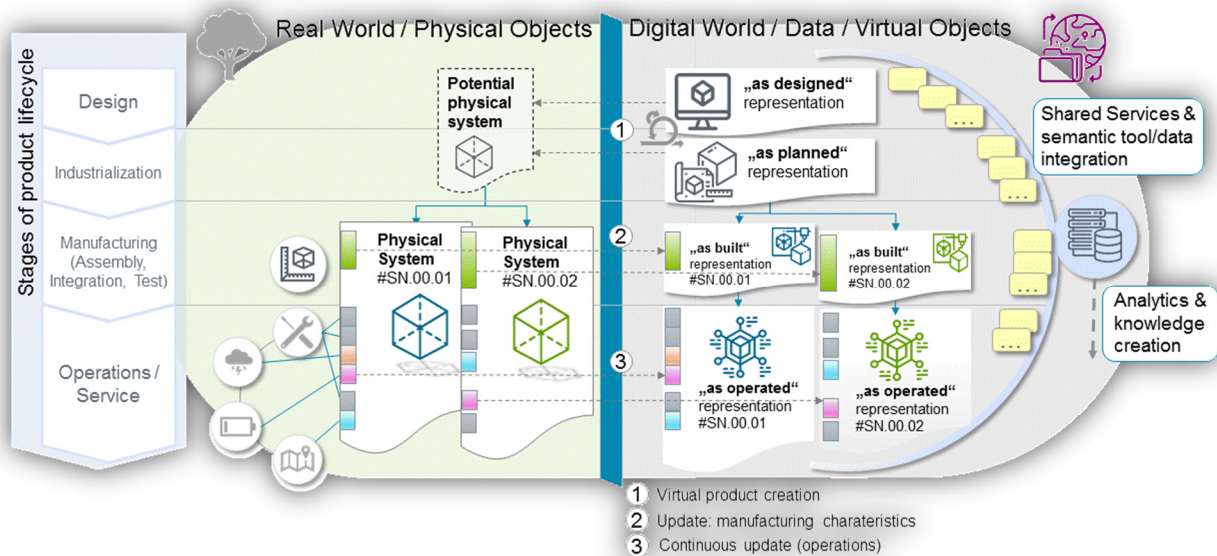 Real World / Physical Objects
Digital World / Data / Virtual Objects
Stages of product lifecycle
Design
Industrialization
Manufacturing
(Assembly,
Integration, Test)
Operations /
Service
Potential
physical
system
„as designed“
representation
1
„as planned“
representation
...
...
...
...
Shared Services &
semantic tool/data
integration
Physical
System
#SN.00.01
Physical
System
#SN.00.02
2
„as built“
representation
#SN.00.01
„as built“
representation
#SN.00.02
Analytics &
knowledge
creation
3
„as operated“
representation
#SN.00.01
„as operated“
representation
#SN.00.02
1 Virtual product creation
2 Update: manufacturing charateristics
3 Continuous update (operations)